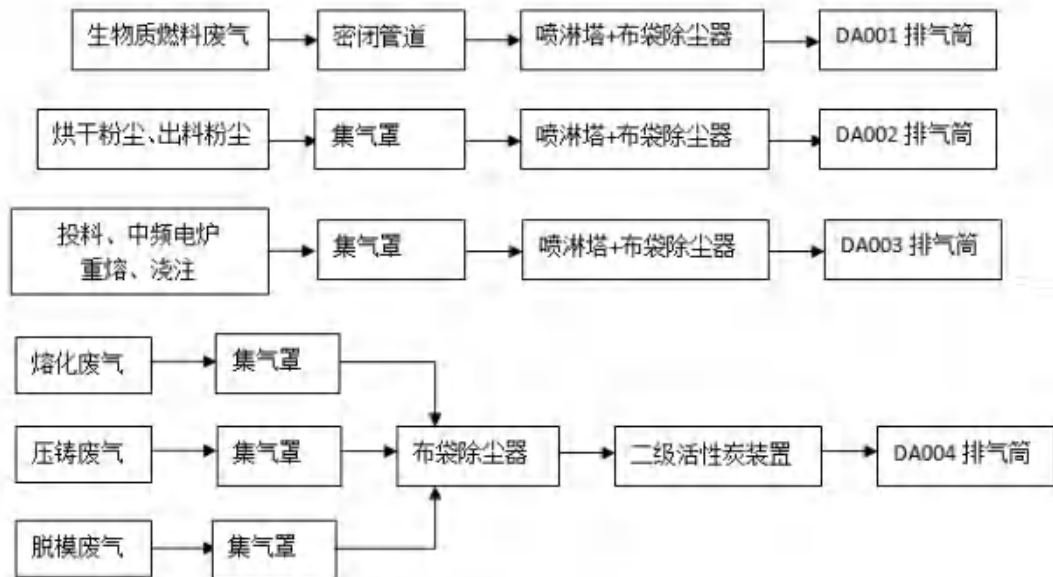 生物质燃料废气
密闭管道
喷淋塔+布袋除尘器
DA001 排气筒
烘干粉尘、出料粉尘
集气罩
喷淋塔+布袋除尘器
DA002 排气筒
投料、中频电炉
重熔、浇注
集气罩
喷淋塔+布袋除尘器
DA003 排气筒
熔化废气
集气罩
压铸废气
集气罩
布袋除尘器
二级活性炭装置
DA004 排气筒
脱模废气
集气罩